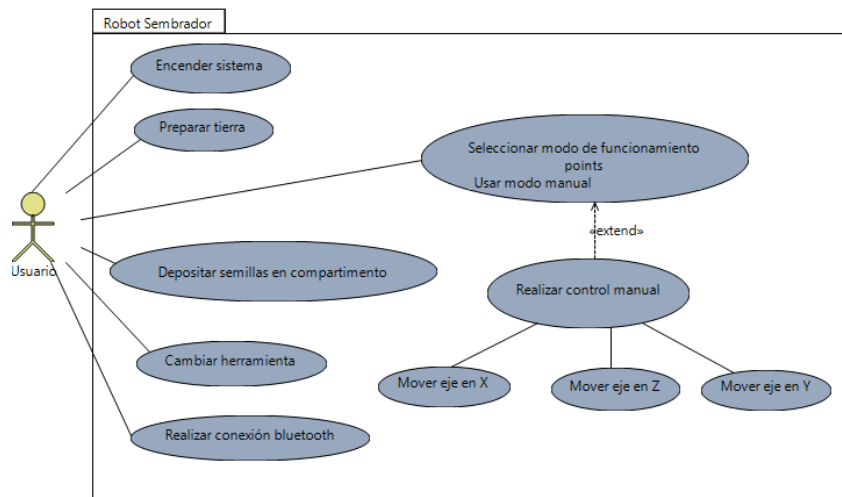 Robot Sembrador
Encender sistema
Preparar tierra
Seleccionar modo de funcionamiento
points
Usar modo manual
«extend»
Usuario
Depositar semillas en compartimento
Realizar control manual
Cambiar herramienta
Mover eje en X
Mover eje en Z
Mover eje en Y
Realizar conexión bluetooth